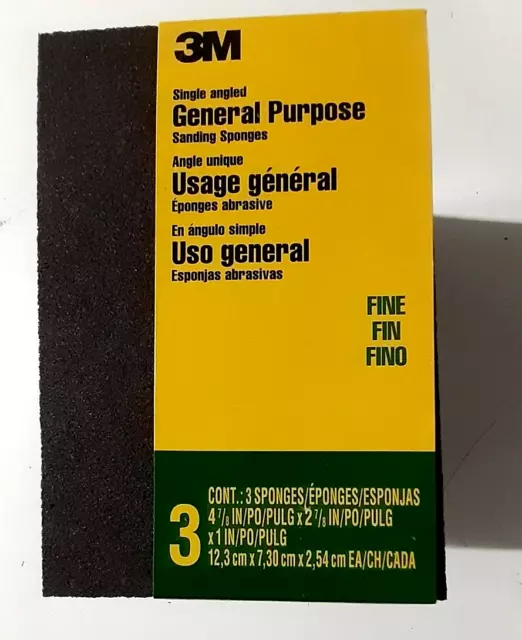 3M
Single angled
General Purpose
Sanding Sponges
Angle unique
Usage général
Éponges abrasive
En ángulo simple
Uso general
Esponjas abrasivas
FINE
FIN
FINO
3
CONT.: 3 SPONGES/ÉPONGES/ESPONJAS
4 7/8 IN/PO/PULG x 2 7/8 IN/PO/PULG
x 1 IN/PO/PULG
12,3 cm x 7,30 cm x 2,54 cm EA/CH/CADA